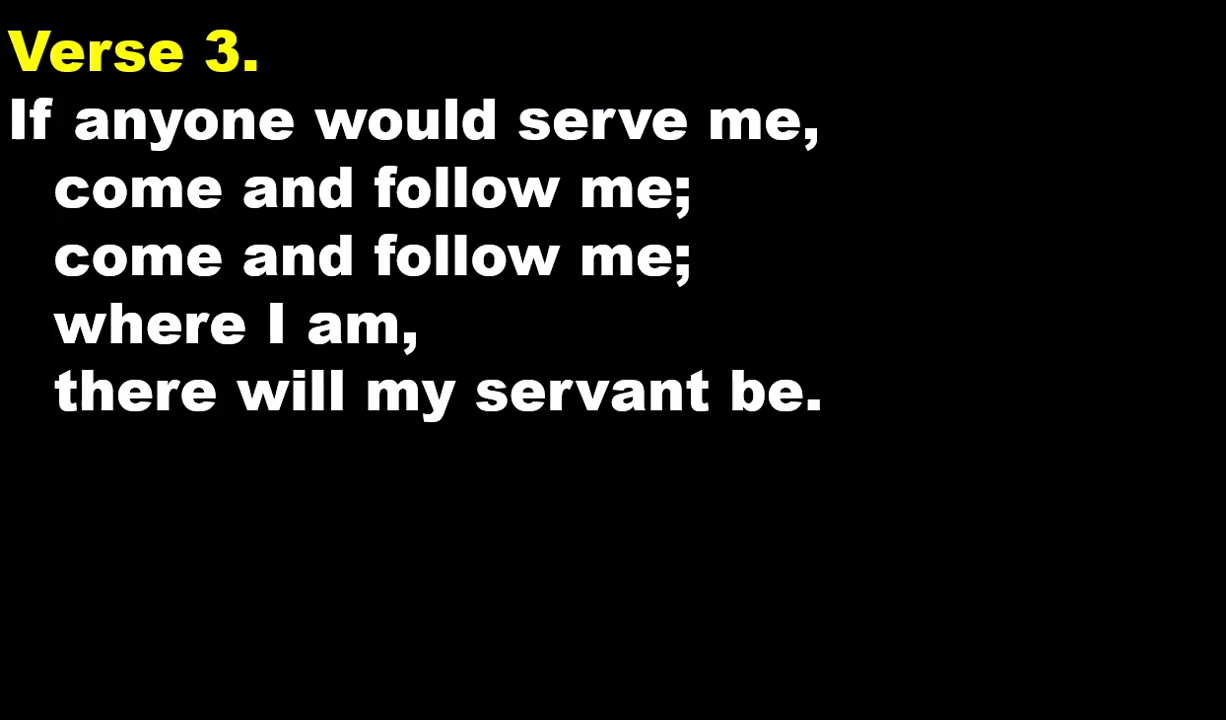 Verse 3.
If anyone would serve me,
come and follow me;
come and follow me;
where I am,
there will my servant be.